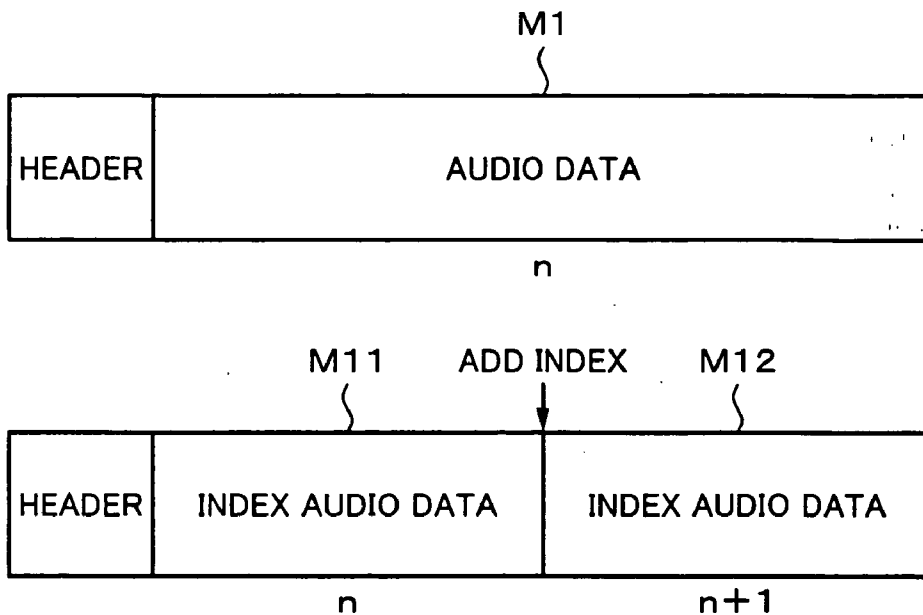 M1
HEADER AUDIO DATA
n
M11 ADD INDEX M12
HEADER INDEX AUDIO DATA INDEX AUDIO DATA
n n+1